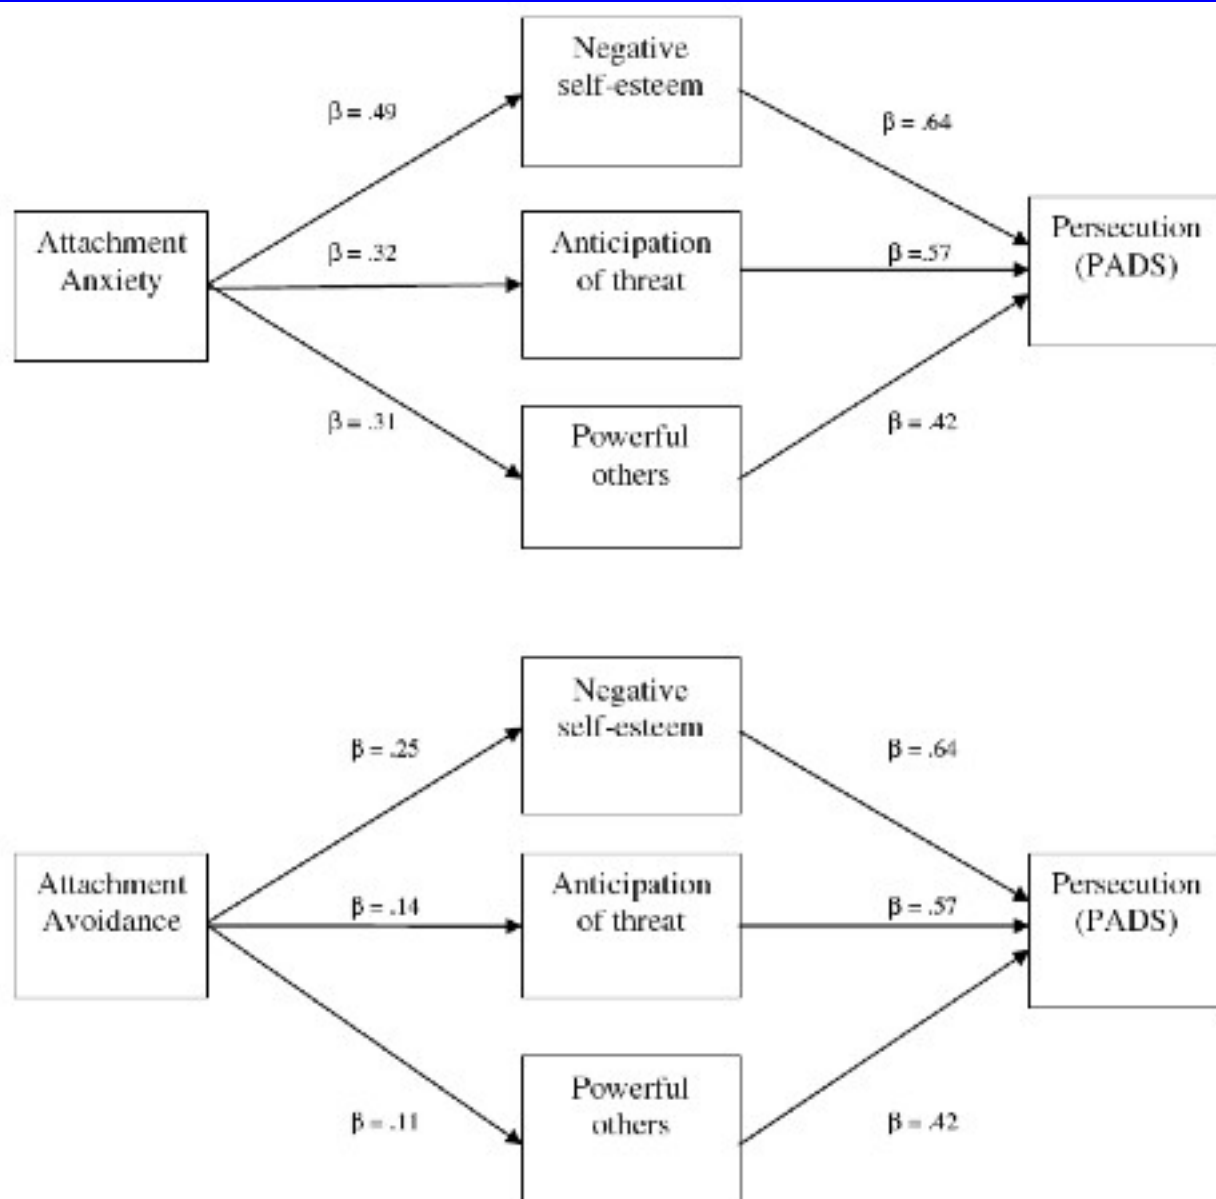 Negative
self-esteem
β = .49
β = .64
Attachment
Anxiety
β = .32
Anticipation
of threat
β =.57
Persecution
(PADS)
β = .31
Powerful
others
β = .42
Negative
self-esteem
β = .25
β = .64
Attachment
Avoidance
β = .14
Anticipation
of threat
β = .57
Persecution
(PADS)
β = .11
Powerful
others
β = .42